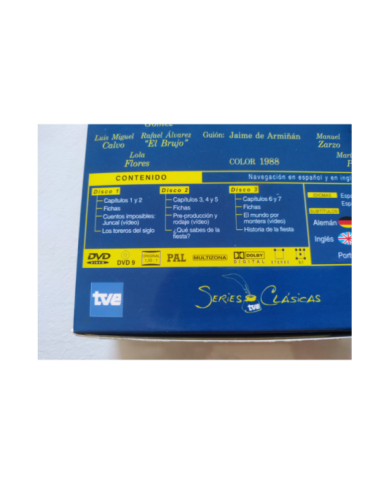 Gómez
Luis Miguel Calvo
Rafael Álvarez "El Brujo"
Guión: Jaime de Armiñán
Manuel Zarzo
Lola Flores
COLOR 1988
CONTENIDO
Navegación en español y en inglés
Disco 1
Capítulos 1 y 2
Fichas
Cuentos imposibles:
Juncal (vídeo)
Los toreros del siglo
Disco 2
Capítulos 3, 4 y 5
Fichas
Pre-producción y
rodaje (vídeo)
¿Qué sabes de la
fiesta?
Disco 3
Capítulos 6 y 7
Fichas
El mundo por
montera (vídeo)
Historia de la fiesta
Alemán
Inglés
DVD
VIDEO
DVD 9
PAL
MULTIZONA
DOLBY
DIGITAL
STEREO
tve
SERIES CLÁSICAS
tve